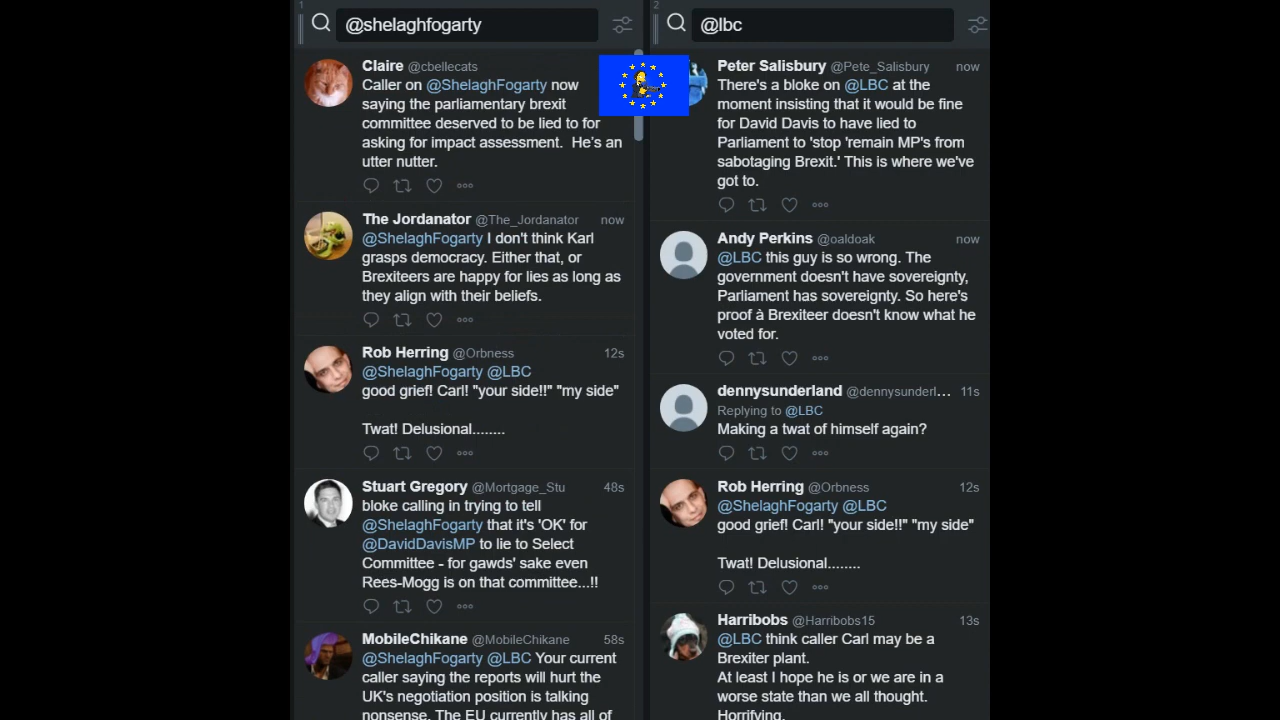 1
@shelaghfogarty
Claire @cbellecats
Caller on @ShelaghFogarty now
saying the parliamentary brexit
committee deserved to be lied to for
asking for impact assessment. He's an
utter nutter.
The Jordanator @The_Jordanator now
@ShelaghFogarty I don't think Karl
grasps democracy. Either that, or
Brexiteers are happy for lies as long as
they align with their beliefs.
Rob Herring @Orbness 12s
@ShelaghFogarty @LBC
good grief! Carl! "your side!!" "my side"
Twat! Delusional........
Stuart Gregory @Mortgage_Stu 48s
bloke calling in trying to tell
@ShelaghFogarty that it's 'OK' for
@DavidDavisMP to lie to Select
Committee - for gawds' sake even
Rees-Mogg is on that committee...!!
MobileChikane @MobileChikane 58s
@ShelaghFogarty @LBC Your current
caller saying the reports will hurt the
UK's negotiation position is talking
nonsense. The EU currently has all of
2
@lbc
Peter Salisbury @Pete_Salisbury now
There's a bloke on @LBC at the
moment insisting that it would be fine
for David Davis to have lied to
Parliament to 'stop 'remain MP's from
sabotaging Brexit.' This is where we've
got to.
Andy Perkins @oaldoak now
@LBC this guy is so wrong. The
government doesn't have sovereignty,
Parliament has sovereignty. So here's
proof à Brexiteer doesn't know what he
voted for.
dennysunderland @dennysunderl... 11s
Replying to @LBC
Making a twat of himself again?
Rob Herring @Orbness 12s
@ShelaghFogarty @LBC
good grief! Carl! "your side!!" "my side"
Twat! Delusional........
Harribobs @Harribobs15 13s
@LBC think caller Carl may be a
Brexiter plant.
At least I hope he is or we are in a
worse state than we all thought.
Horrifying.